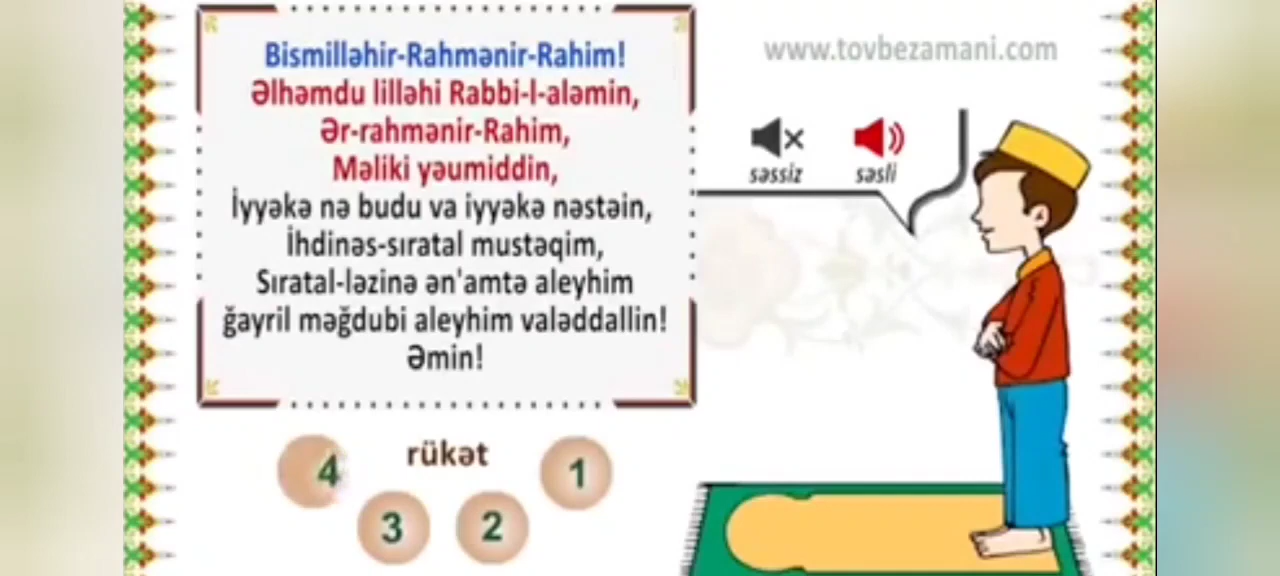 Bismilləhir-Rahmənir-Rahim!
Əlhəmdu lilləhi Rabbi-l-aləmin,
Ər-rahmənir-Rahim,
Məliki yəumiddin,
İyyəkə nə budu va iyyəkə nəstəin,
İhdinəs-sıratal mustəqim,
Sıratal-ləzinə ən'amtə aleyhim
ğayril məğdubi aleyhim valəddallin!
Əmin!
www.tovbezamani.com
səssiz səsli
rükət
4 3 2 1